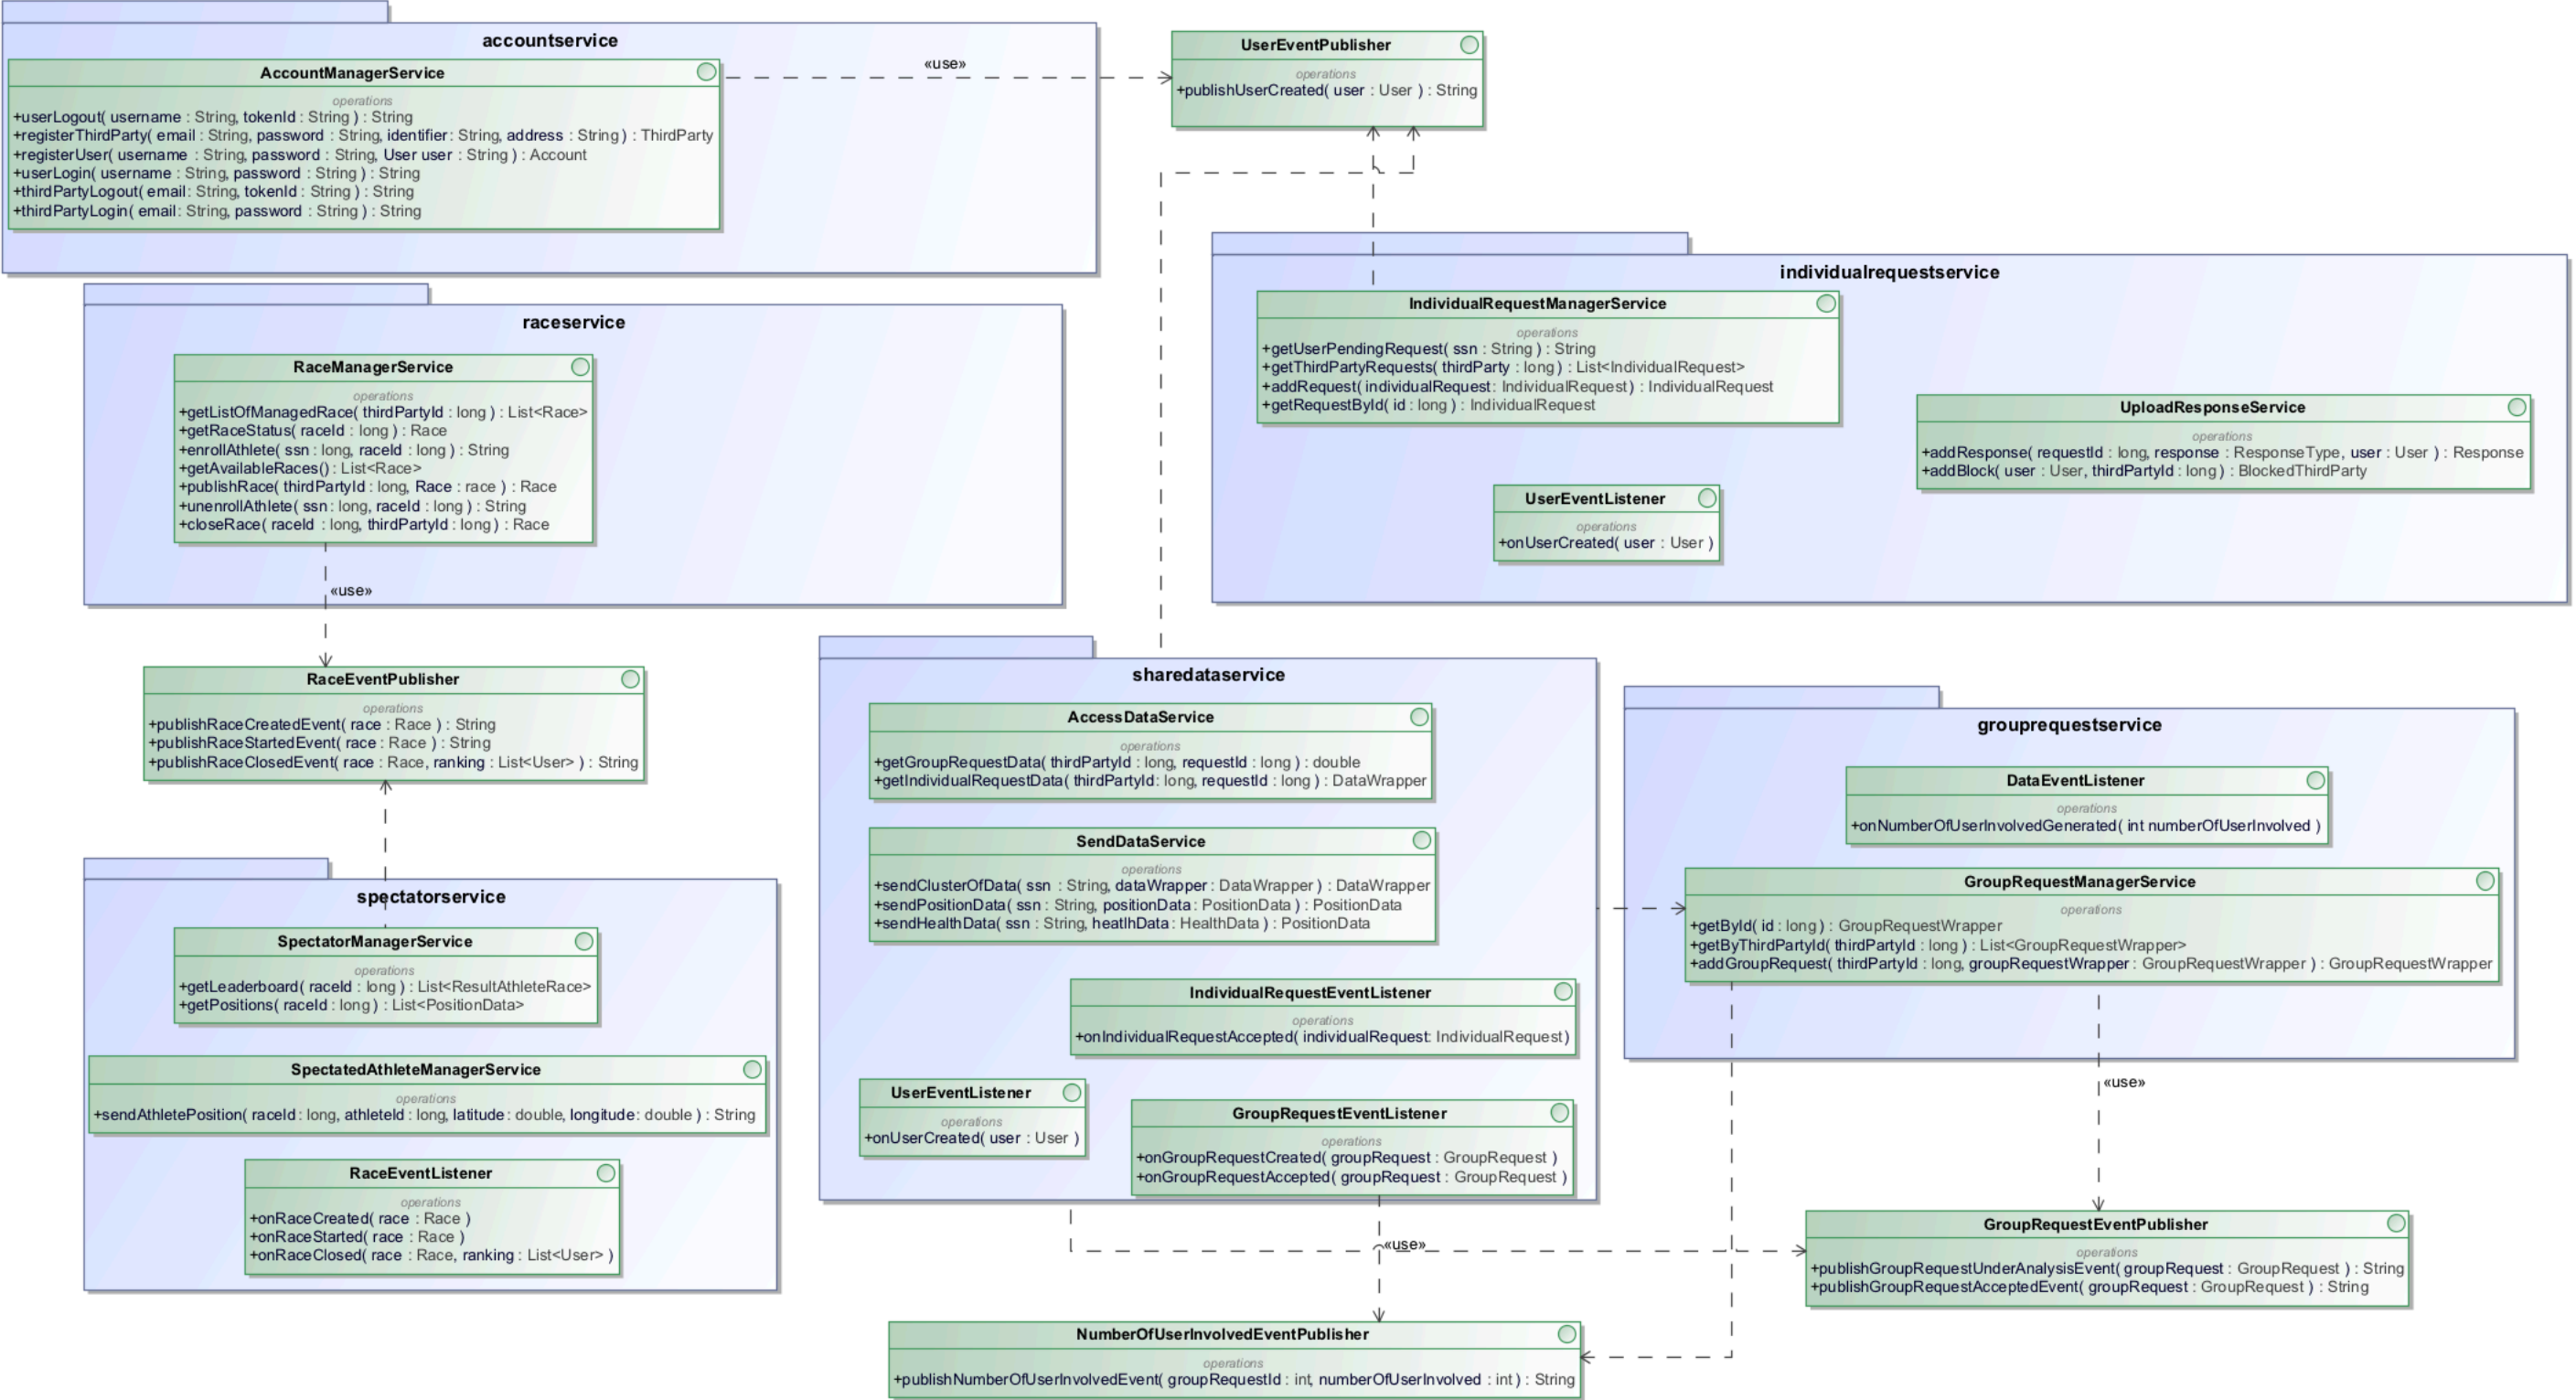 accountservice
AccountManagerService
operations
+userLogout( username : String, tokenId : String ) : String
+registerThirdParty( email : String, password : String, identifier : String, address : String ) : ThirdParty
+registerUser( username : String, password : String, User user : String ) : Account
+userLogin( username : String, password : String ) : String
+thirdPartyLogout( email : String, tokenId : String ) : String
+thirdPartyLogin( email : String, password : String ) : String
«use»
UserEventPublisher
operations
+publishUserCreated( user : User ) : String
raceservice
RaceManagerService
operations
+getListOfManagedRace( thirdPartyId : long ) : List<Race>
+getRaceStatus( raceId : long ) : Race
+enrollAthlete( ssn : long, raceId : long ) : String
+getAvailableRaces() : List<Race>
+publishRace( thirdPartyId : long, Race : race ) : Race
+unenrollAthlete( ssn : long, raceId : long ) : String
+closeRace( raceId : long, thirdPartyId : long ) : Race
«use»
individualrequestservice
IndividualRequestManagerService
operations
+getUserPendingRequest( ssn : String ) : String
+getThirdPartyRequests( thirdParty : long ) : List<IndividualRequest>
+addRequest( individualRequest : IndividualRequest ) : IndividualRequest
+getRequestById( id : long ) : IndividualRequest
UploadResponseService
operations
+addResponse( requestId : long, response : ResponseType, user : User ) : Response
+addBlock( user : User, thirdPartyId : long ) : BlockedThirdParty
UserEventListener
operations
+onUserCreated( user : User )
RaceEventPublisher
operations
+publishRaceCreatedEvent( race : Race ) : String
+publishRaceStartedEvent( race : Race ) : String
+publishRaceClosedEvent( race : Race, ranking : List<User> ) : String
spectatorservice
SpectatorManagerService
operations
+getLeaderboard( raceId : long ) : List<ResultAthleteRace>
+getPositions( raceId : long ) : List<PositionData>
SpectatedAthleteManagerService
operations
+sendAthletePosition( raceId : long, athleteId : long, latitude : double, longitude : double ) : String
RaceEventListener
operations
+onRaceCreated( race : Race )
+onRaceStarted( race : Race )
+onRaceClosed( race : Race, ranking : List<User> )
sharedataservice
AccessDataService
operations
+getGroupRequestData( thirdPartyId : long, requestId : long ) : double
+getIndividualRequestData( thirdPartyId : long, requestId : long ) : DataWrapper
SendDataService
operations
+sendClusterOfData( ssn : String, dataWrapper : DataWrapper ) : DataWrapper
+sendPositionData( ssn : String, positionData : PositionData ) : PositionData
+sendHealthData( ssn : String, heatlhData : HealthData ) : PositionData
IndividualRequestEventListener
operations
+onIndividualRequestAccepted( individualRequest : IndividualRequest)
UserEventListener
operations
+onUserCreated( user : User )
GroupRequestEventListener
operations
+onGroupRequestCreated( groupRequest : GroupRequest )
+onGroupRequestAccepted( groupRequest : GroupRequest )
«use»
grouprequestservice
DataEventListener
operations
+onNumberOfUserInvolvedGenerated( int numberOfUserInvolved )
GroupRequestManagerService
operations
+getById( id : long ) : GroupRequestWrapper
+getByThirdPartyId( thirdPartyId : long ) : List<GroupRequestWrapper>
+addGroupRequest( thirdPartyId : long, groupRequestWrapper : GroupRequestWrapper ) : GroupRequestWrapper
«use»
GroupRequestEventPublisher
operations
+publishGroupRequestUnderAnalysisEvent( groupRequest : GroupRequest ) : String
+publishGroupRequestAcceptedEvent( groupRequest : GroupRequest ) : String
NumberOfUserInvolvedEventPublisher
operations
+publishNumberOfUserInvolvedEvent( groupRequestId : int, numberOfUserInvolved : int ) : String